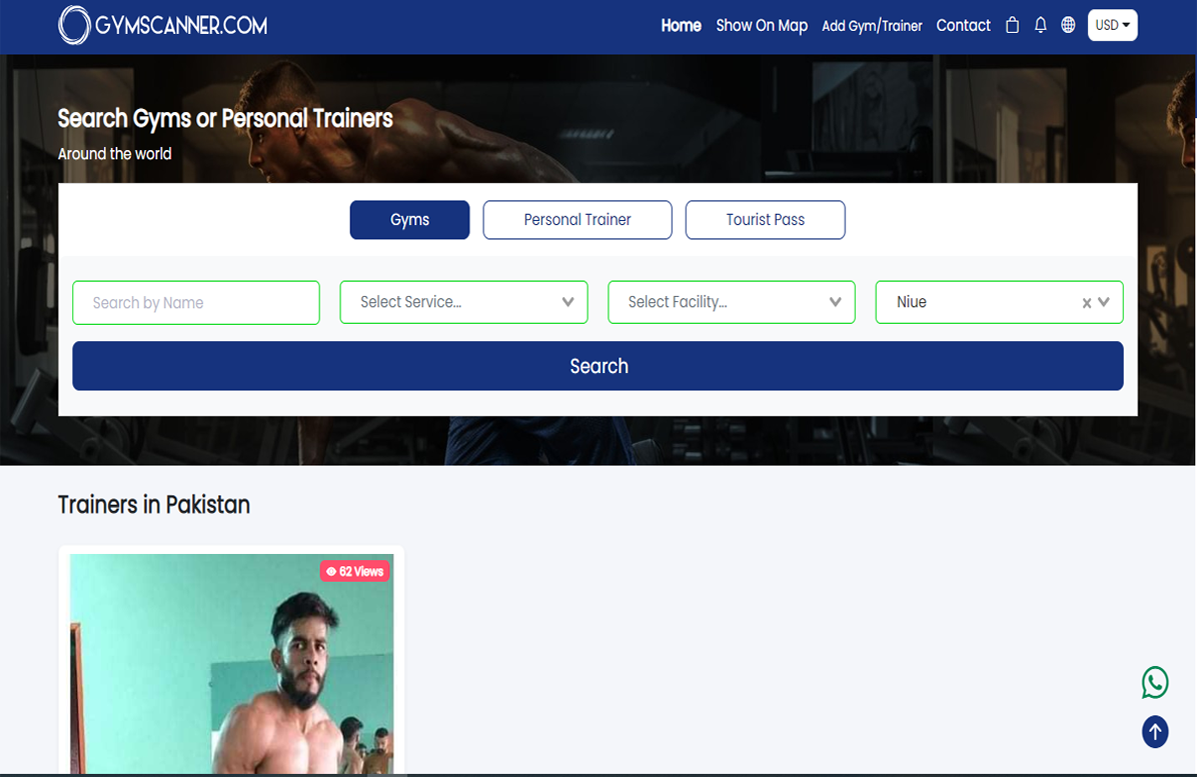 GYMSCANNER.COM
Home Show On Map Add Gym/Trainer Contact USD
Search Gyms or Personal Trainers
Around the world
Gyms Personal Trainer Tourist Pass
Search by Name Select Service... Select Facility... Niue
Search
Trainers in Pakistan
62 Views